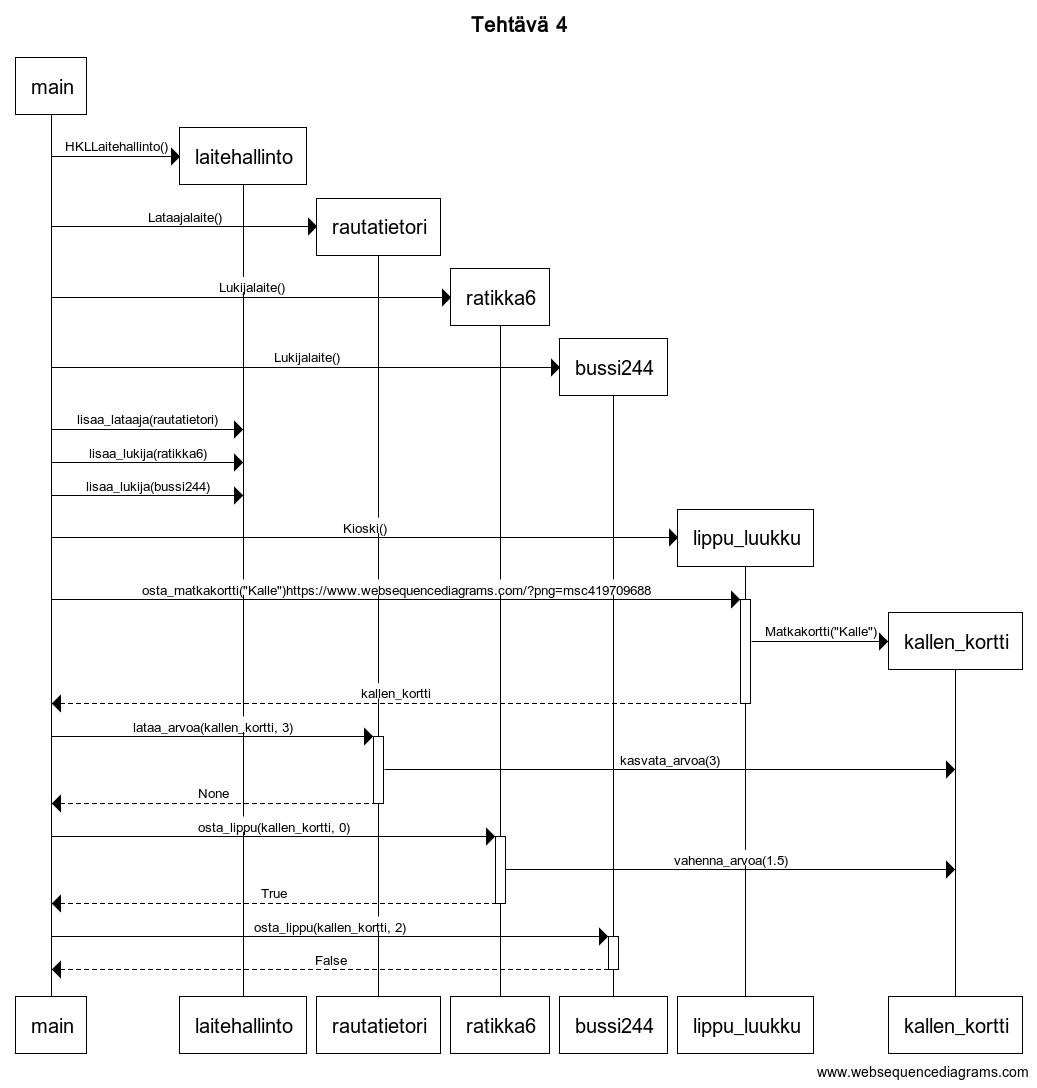 Tehtävä 4
main
HKLLaitehallinto()
laitehallinto
Lataajalaite()
rautatietori
Lukijalaite()
ratikka6
Lukijalaite()
bussi244
lisaa_lataaja(rautatietori)
lisaa_lukija(ratikka6)
lisaa_lukija(bussi244)
Kioski()
lippu_luukku
osta_matkakortti("Kalle")https://www.websequencediagrams.com/?png=msc419709688
Matkakortti("Kalle")
kallen_kortti
kallen_kortti
lataa_arvoa(kallen_kortti, 3)
kasvata_arvoa(3)
None
osta_lippu(kallen_kortti, 0)
vahenna_arvoa(1.5)
True
osta_lippu(kallen_kortti, 2)
False
main laitehallinto rautatietori ratikka6 bussi244 lippu_luukku kallen_kortti
www.websequencediagrams.com